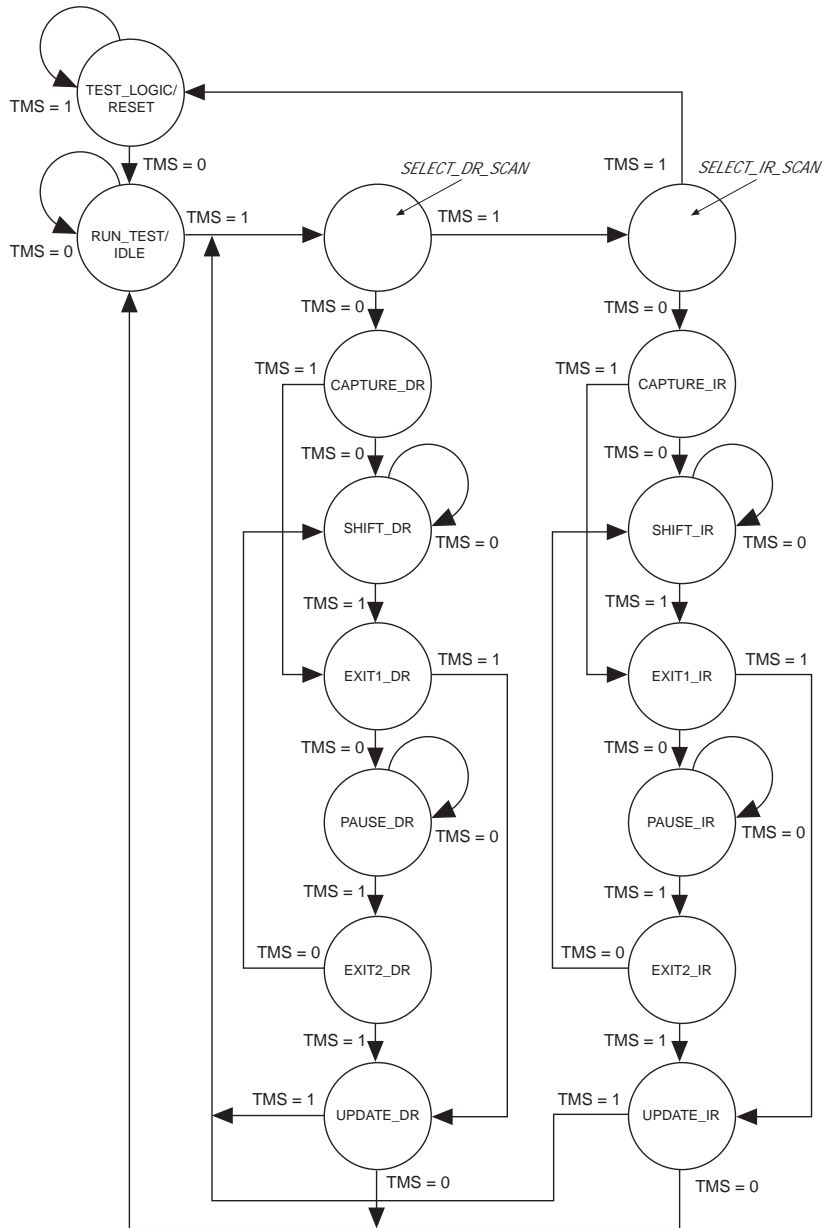 TEST_LOGIC/
RESET
TMS = 1
TMS = 0
SELECT_DR_SCAN
TMS = 1
SELECT_IR_SCAN
RUN_TEST/
IDLE
TMS = 0
TMS = 1
TMS = 1
TMS = 0
TMS = 0
TMS = 1
CAPTURE_DR
TMS = 1
CAPTURE_IR
TMS = 0
TMS = 0
SHIFT_DR
TMS = 0
SHIFT_IR
TMS = 0
TMS = 1
TMS = 1
EXIT1_DR
TMS = 1
EXIT1_IR
TMS = 1
TMS = 0
TMS = 0
PAUSE_DR
TMS = 0
PAUSE_IR
TMS = 0
TMS = 1
TMS = 1
TMS = 0
EXIT2_DR
TMS = 0
EXIT2_IR
TMS = 1
TMS = 1
TMS = 1
UPDATE_DR
TMS = 1
UPDATE_IR
TMS = 0
TMS = 0